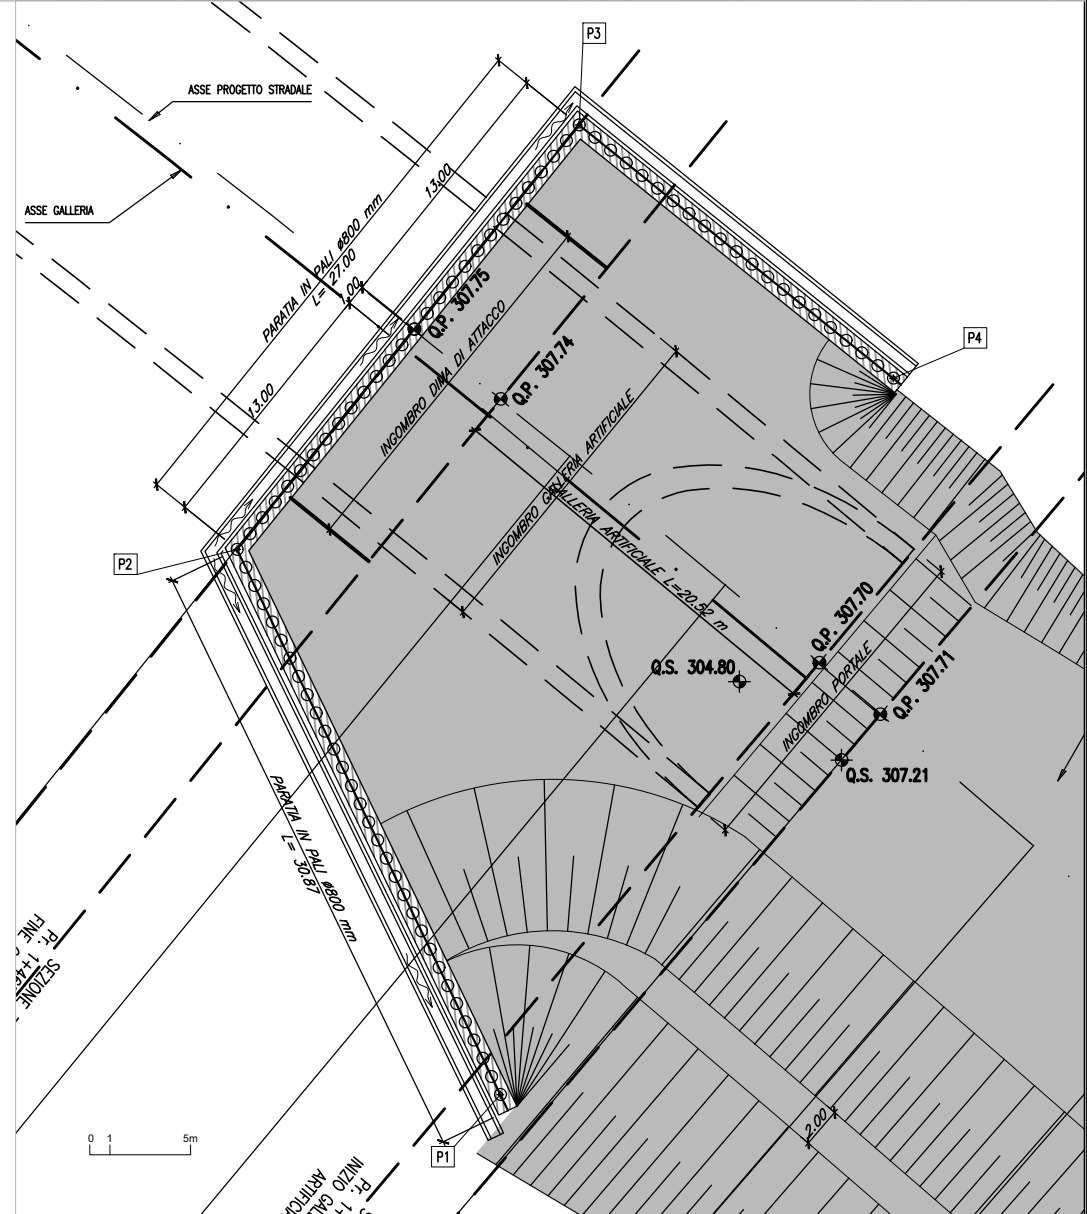 P3
ASSE PROGETTO STRADALE
ASSE GALLERIA
13.00
PARATIA IN PALI ø800 mm
L= 27.00
.00
13.00
Q.P. 307.75
INGOMBRO DIMA DI ATTACCO
Q.P. 307.74
P4
INGOMBRO GALLERIA ARTIFICIALE
GALLERIA ARTIFICIALE L=20.52 m
P2
Q.P. 307.70
Q.S. 304.80
INGOMBRO PORTALE
Q.P. 307.71
Q.S. 307.21
PARATIA IN PALI ø800 mm
L= 30.87
SEZIONE
Pr. 1+46
FINE
2.00
0 1 5m
P1
Pr. 1+
INIZIO GAL
ARTIFICI